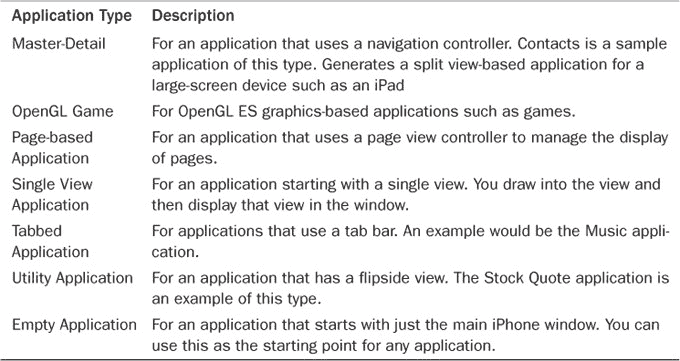 Application Type Description
Master-Detail For an application that uses a navigation controller. Contacts is a sample
application of this type. Generates a split view-based application for a
large-screen device such as an iPad
OpenGL Game For OpenGL ES graphics-based applications such as games.
Page-based For an application that uses a page view controller to manage the display
Application of pages.
Single View For an application starting with a single view. You draw into the view and
Application then display that view in the window.
Tabbed For applications that use a tab bar. An example would be the Music appli-
Application cation.
Utility Application For an application that has a flipside view. The Stock Quote application is
an example of this type.
Empty Application For an application that starts with just the main iPhone window. You can
use this as the starting point for any application.